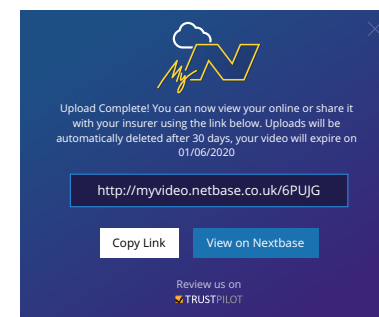 My N
Upload Complete! You can now view your online or share it
with your insurer using the link below. Uploads will be
automatically deleted after 30 days, your video will expire on
01/06/2020
http://myvideo.netbase.co.uk/6PUJG
Copy Link
View on Nextbase
Review us on
TRUSTPILOT